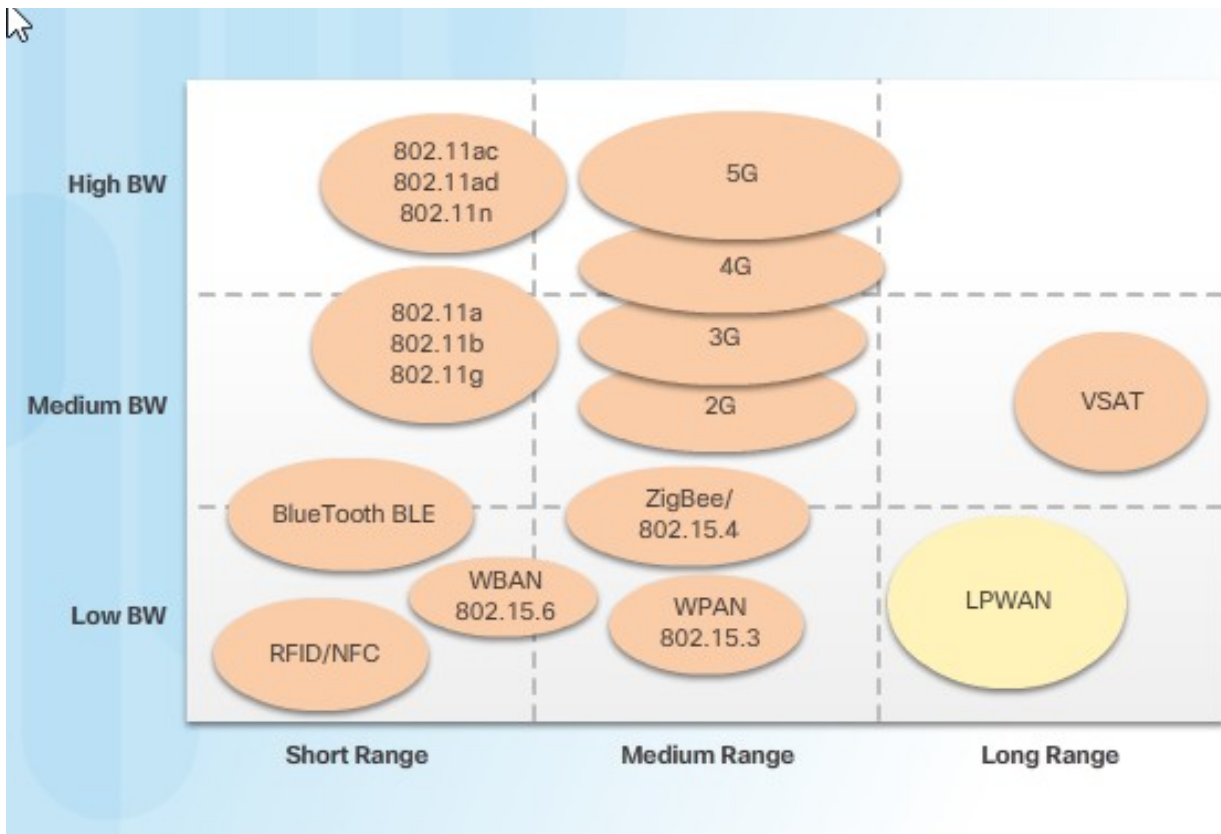 High BW
802.11ac
802.11ad
802.11n
5G
4G
802.11a
802.11b
802.11g
3G
Medium BW
2G
VSAT
BlueTooth BLE
ZigBee/
802.15.4
WBAN
802.15.6
WPAN
802.15.3
LPWAN
Low BW
RFID/NFC
Short Range
Medium Range
Long Range